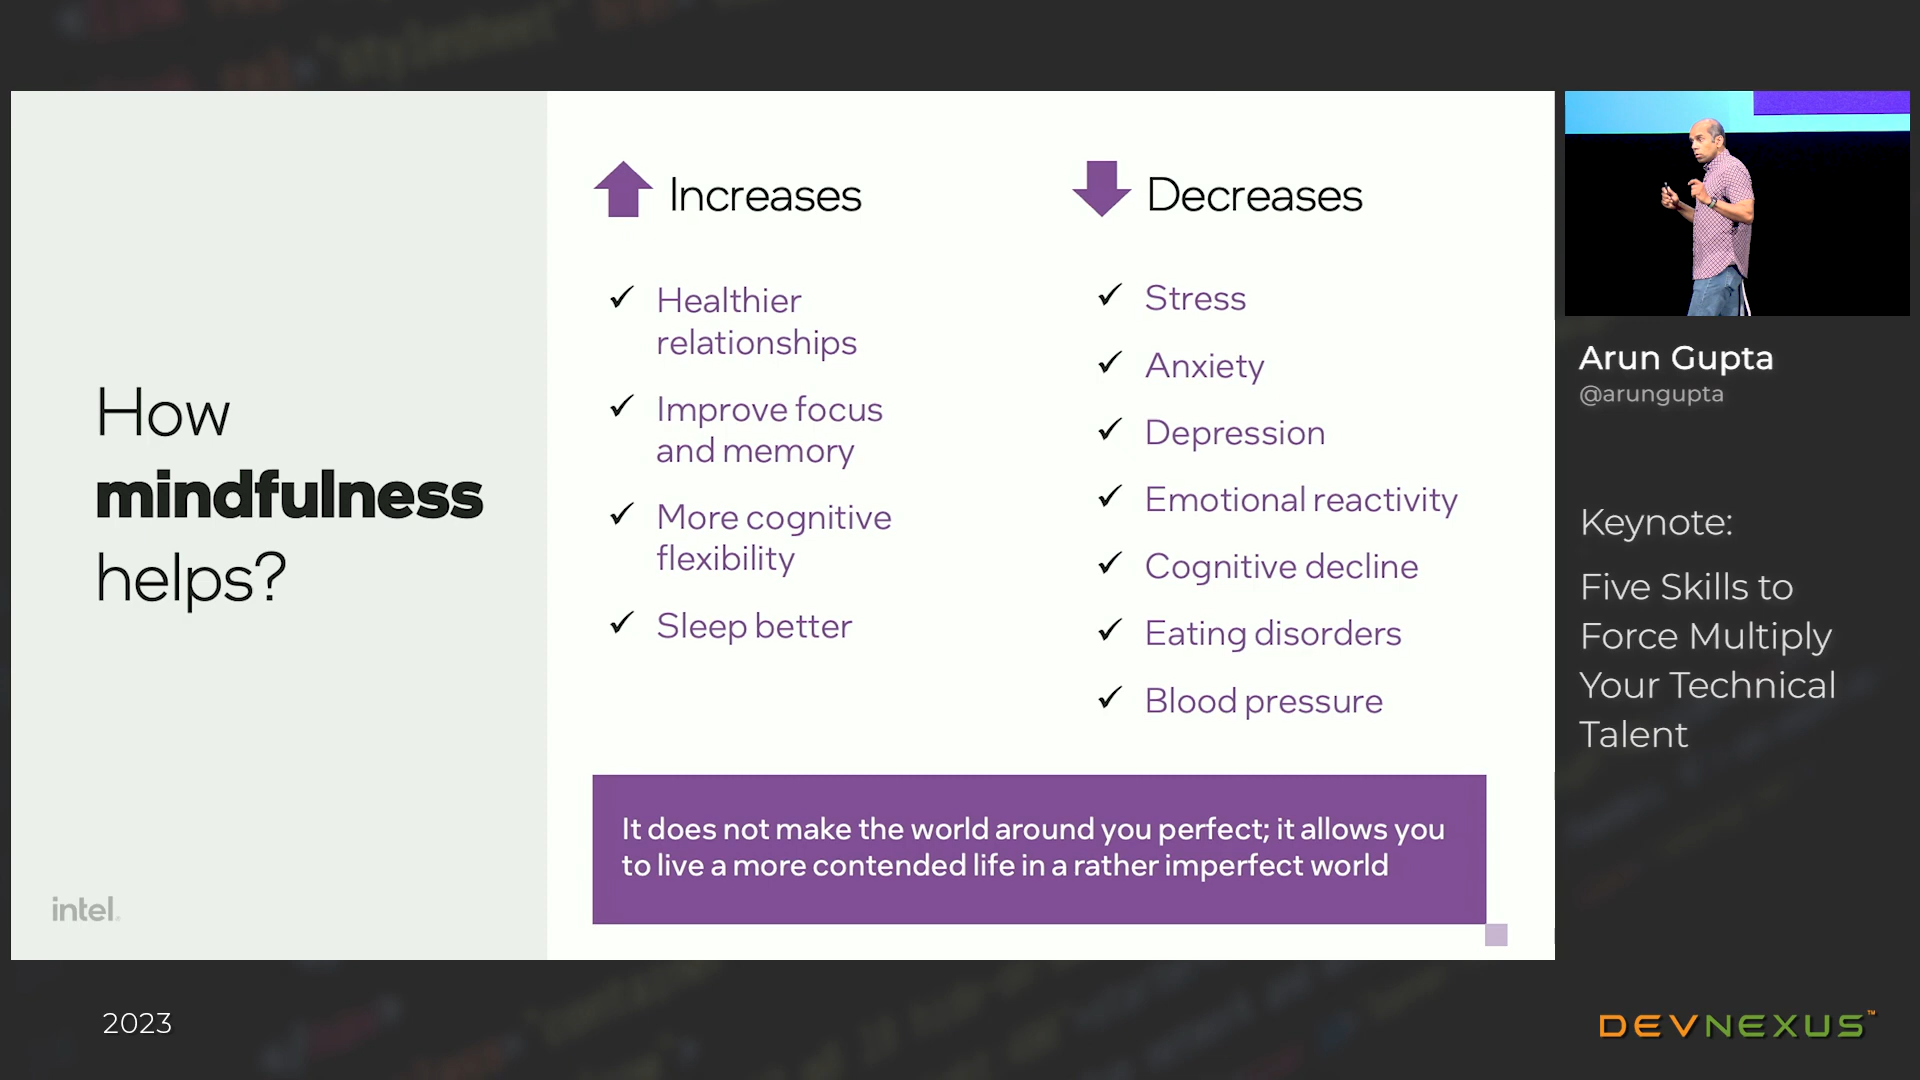 How
mindfulness
helps?
intel
Increases
Healthier
relationships
Improve focus
and memory
More cognitive
flexibility
Sleep better
Decreases
Stress
Anxiety
Depression
Emotional reactivity
Cognitive decline
Eating disorders
Blood pressure
It does not make the world around you perfect; it allows you
to live a more contended life in a rather imperfect world
Arun Gupta
@arungupta
Keynote:
Five Skills to
Force Multiply
Your Technical
Talent
2023
DEVNEXUS™